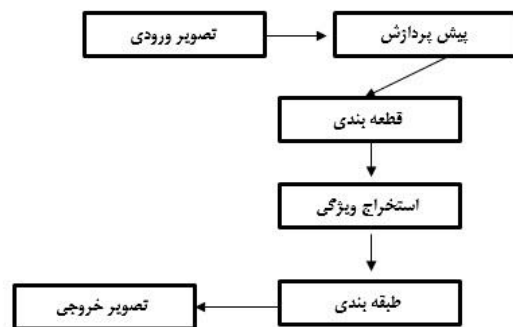 تصویر ورودی
پیش پردازش
قطعه بندی
استخراج ویژگی
طبقه بندی
تصویر خروجی